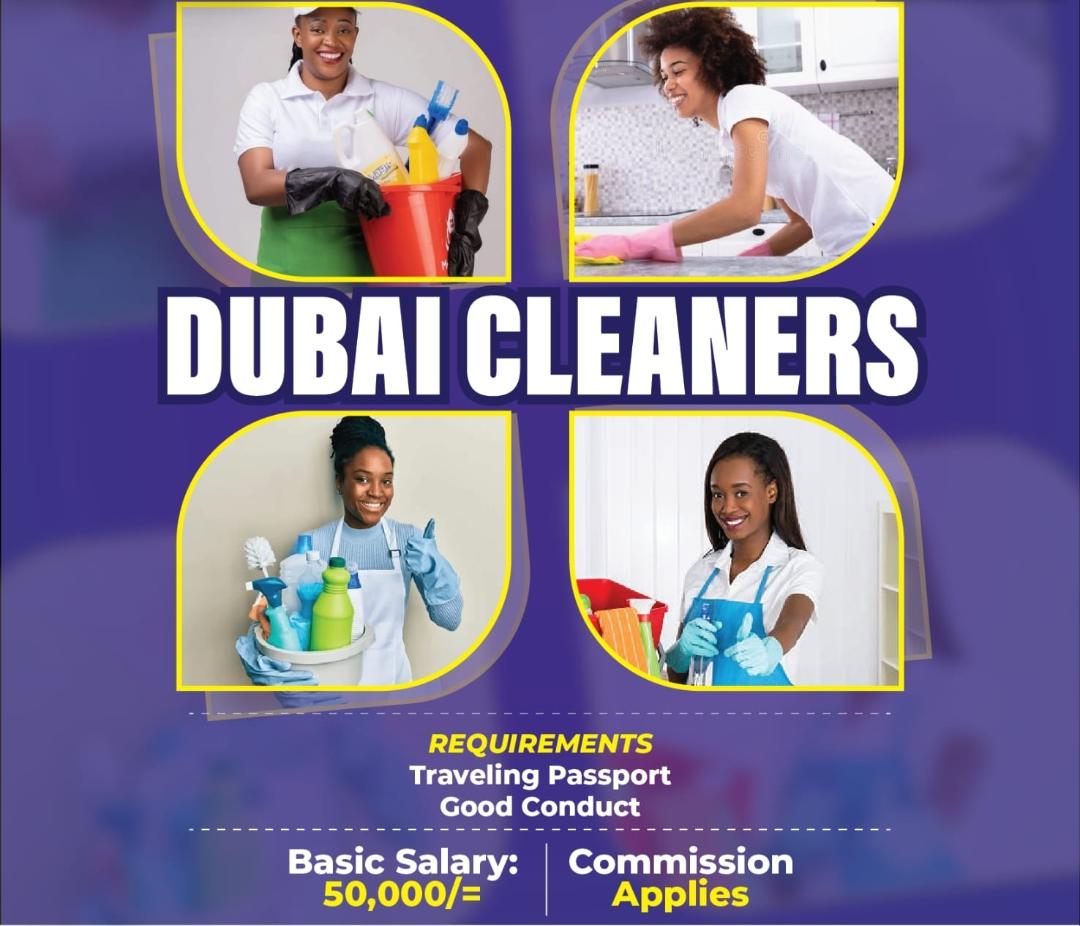 DUBAI CLEANERS
REQUIREMENTS
Traveling Passport
Good Conduct
Basic Salary:
50,000/=
Commission
Applies